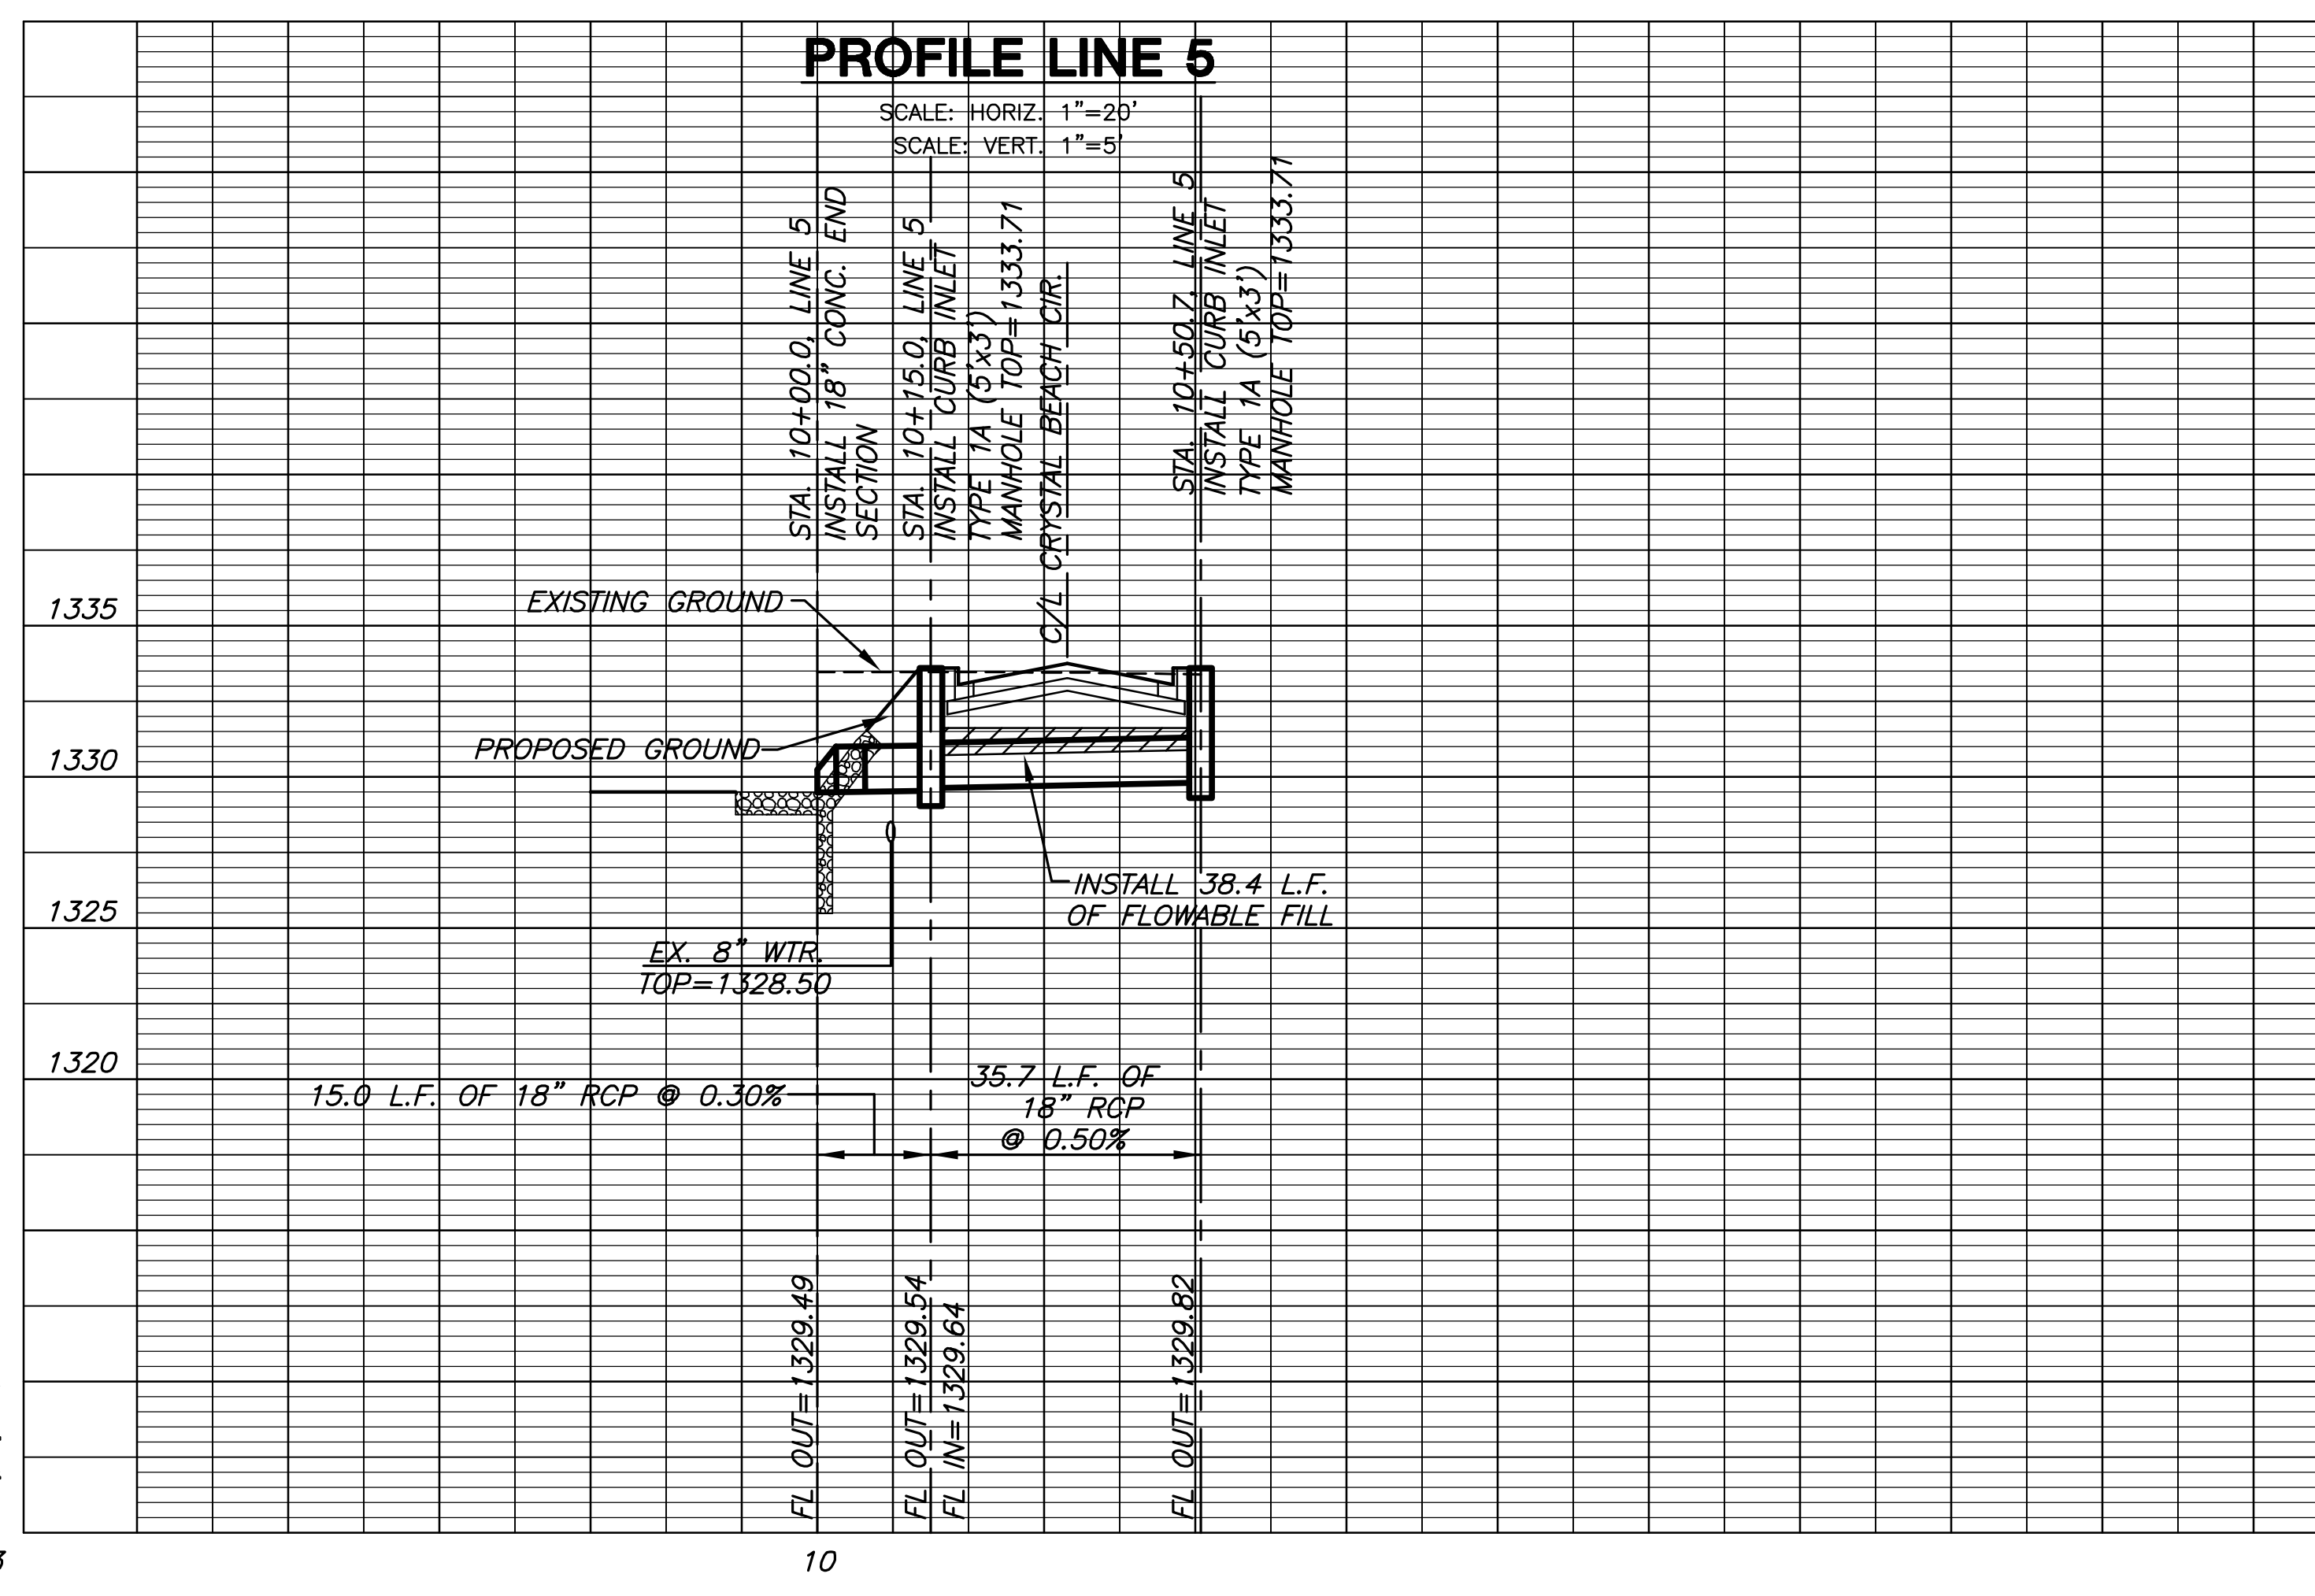 PROFILE LINE 5
SCALE: HORIZ. 1"=20'
SCALE: VERT. 1"=5'
STA. 10+00.0, LINE 5
INSTALL 18" CONC. END
SECTION
STA. 10+15.0, LINE 5
INSTALL CURB INLET
TYPE 1A (5'x3')
MANHOLE TOP=1333.71
C/L CRYSTAL BEACH CIR.
STA. 10+50.7, LINE 5
INSTALL CURB INLET
TYPE 1A (5'x3')
MANHOLE TOP=1333.71
1335
EXISTING GROUND
1330
PROPOSED GROUND
1325
INSTALL 38.4 L.F.
OF FLOWABLE FILL
EX. 8" WTR.
TOP=1328.50
1320
15.0 L.F. OF 18" RCP @ 0.30%
35.7 L.F. OF
18" RCP
@ 0.50%
FL OUT=1329.49
FL OUT=1329.54
FL IN=1329.64
FL OUT=1329.82
10